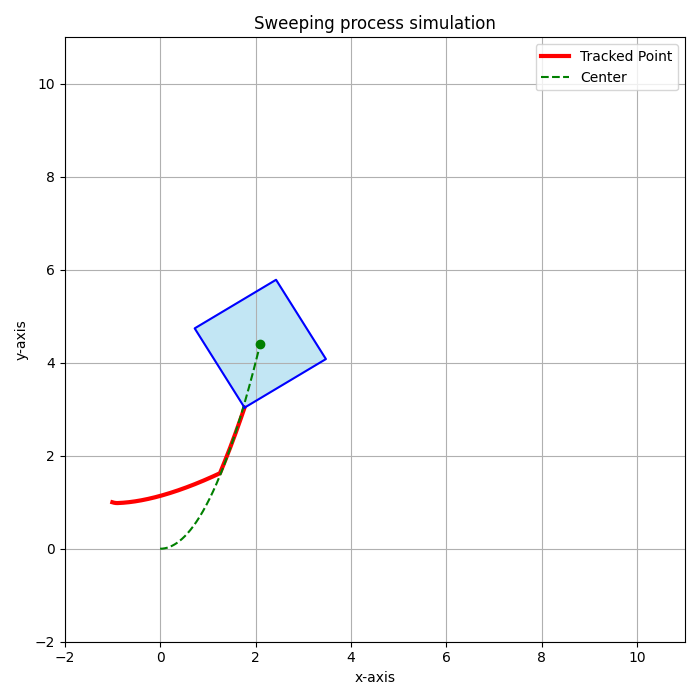 Sweeping process simulation
Tracked Point
Center
10
8
6
4
2
0
−2
y-axis
−2 0 2 4 6 8 10
x-axis